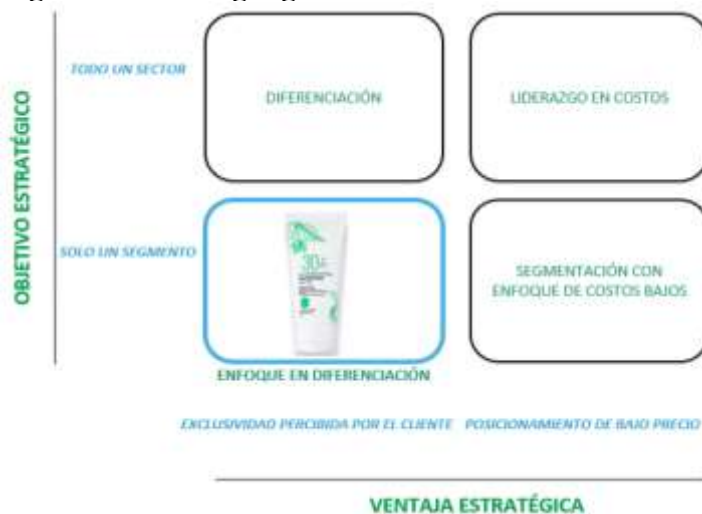 TODO UN SECTOR
DIFERENCIACIÓN
LIDERAZGO EN COSTOS
OBJETIVO ESTRATÉGICO
SOLO UN SEGMENTO
30
SEGMENTACIÓN CON
ENFOQUE DE COSTOS BAJOS
ENFOQUE EN DIFERENCIACIÓN
EXCLUSIVIDAD PERCIBIDA POR EL CLIENTE
POSICIONAMIENTO DE BAJO PRECIO
VENTAJA ESTRATÉGICA